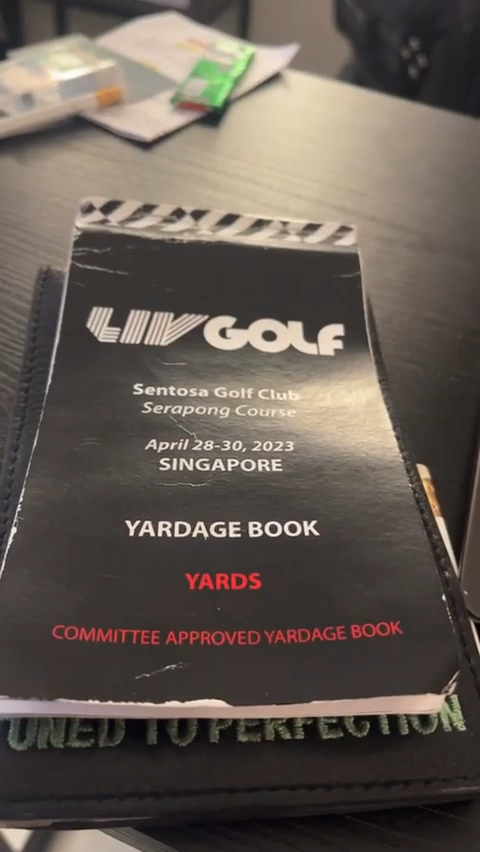 LIV GOLF
Sentosa Golf Club
Serapong Course
April 28-30, 2023
SINGAPORE
YARDAGE BOOK
YARDS
COMMITTEE APPROVED YARDAGE BOOK
UNED TO PERFECTION